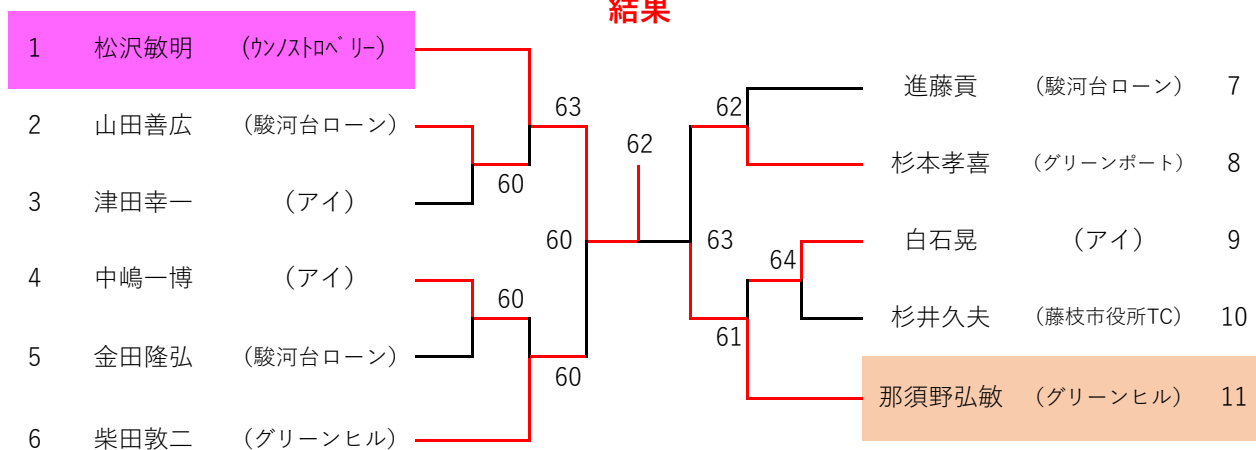 結果
1 松沢敏明 (ｳﾝﾉｽﾄﾛﾍﾞﾘｰ)
2 山田善広 （駿河台ローン）
3 津田幸一 （アイ）
4 中嶋一博 （アイ）
5 金田隆弘 （駿河台ローン）
6 柴田敦二 （グリーンヒル）
63
60
60
60
60
62
62
63
64
61
進藤貢 （駿河台ローン） 7
杉本孝喜 （グリーンポート） 8
白石晃 （アイ） 9
杉井久夫 （藤枝市役所TC） 10
那須野弘敏 （グリーンヒル） 11